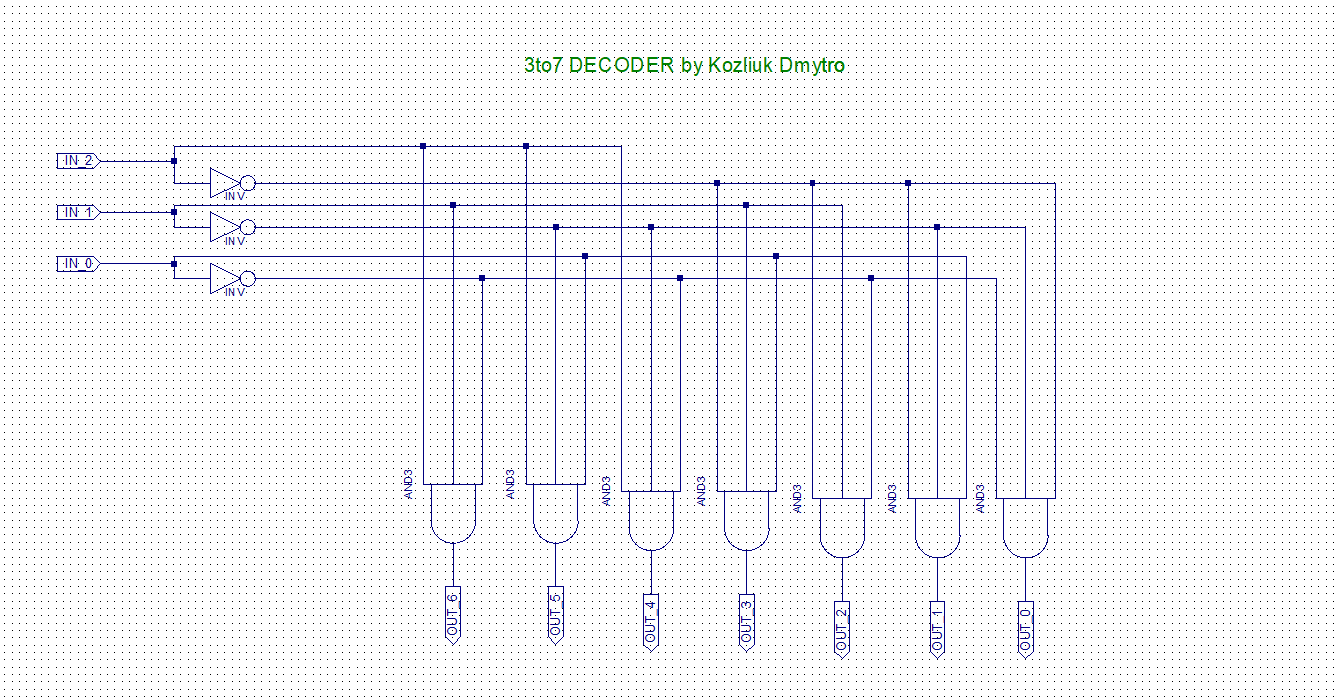 3to7 DECODER by Kozliuk Dmytro
IN_2
INV
IN_1
INV
IN_0
INV
AND3
AND3
AND3
AND3
AND3
AND3
AND3
OUT_6
OUT_5
OUT_4
OUT_3
OUT_2
OUT_1
OUT_0